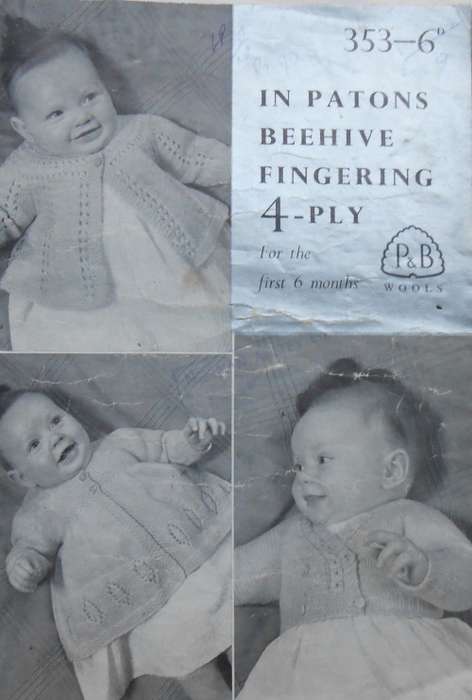 353-6ᴰ
IN PATONS
BEEHIVE
FINGERING
4-PLY
For the
first 6 months
P&B
WOOLS